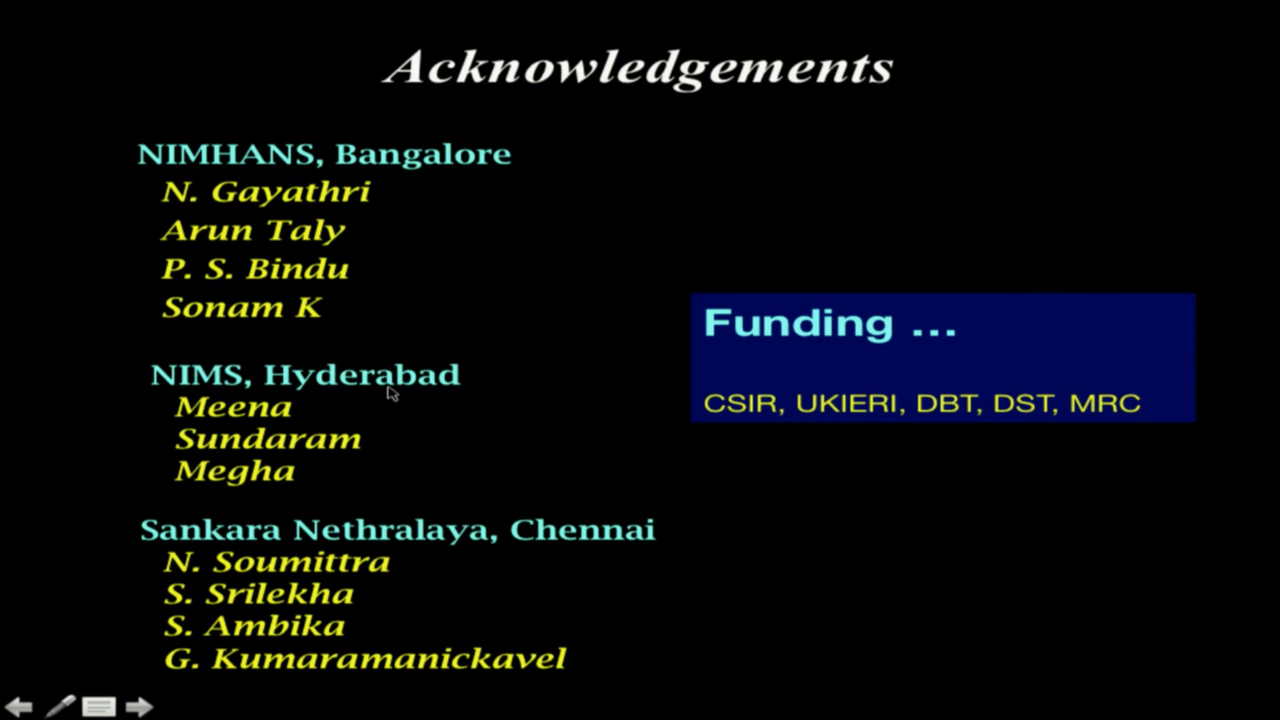 Acknowledgements
NIMHANS, Bangalore
N. Gayathri
Arun Taly
P. S. Bindu
Sonam K
NIMS, Hyderabad
Meena
Sundaram
Megha
Sankara Nethralaya, Chennai
N. Soumittra
S. Srilekha
S. Ambika
G. Kumaramanickavel
Funding ...
CSIR, UKIERI, DBT, DST, MRC